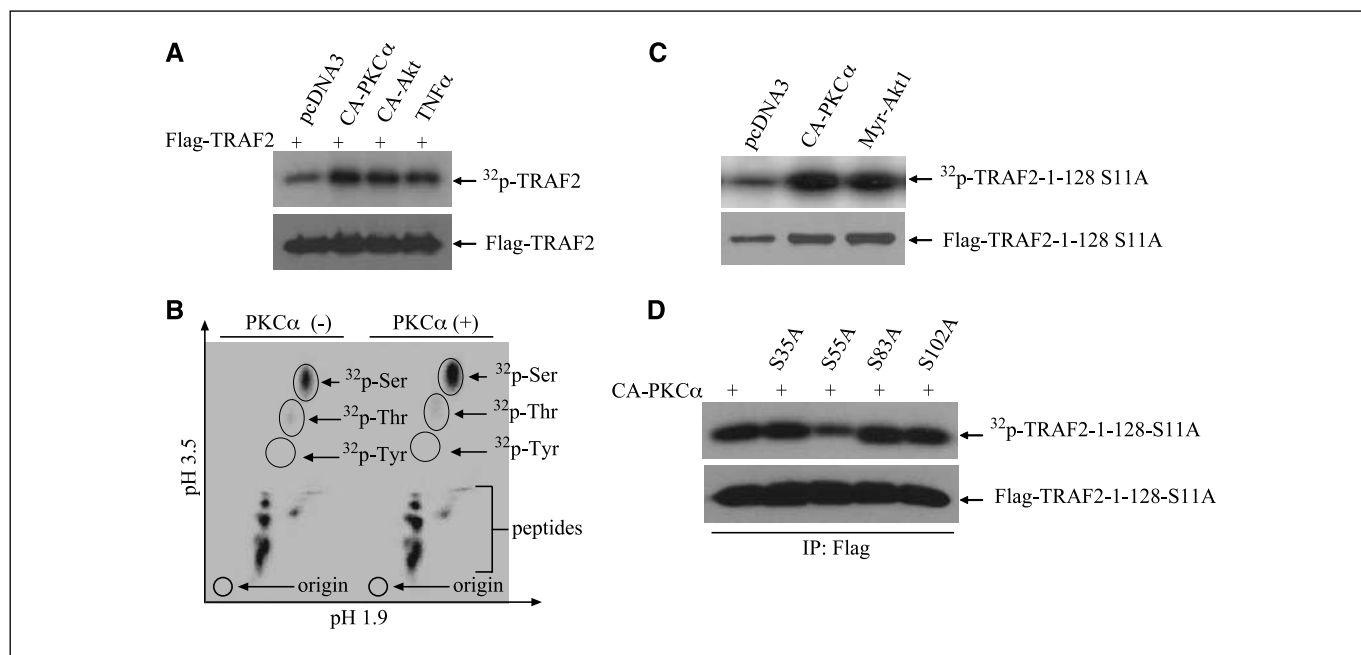 A
pcDNA3 CA-PKCα CA-Akt TNFα
Flag-TRAF2 + + + +
32p-TRAF2
Flag-TRAF2
B
PKCα (-) PKCα (+)
32p-Ser 32p-Ser
32p-Thr 32p-Thr
32p-Tyr 32p-Tyr
peptides
origin origin
pH 3.5
pH 1.9
C
pcDNA3 CA-PKCα Myr-Akt1
32p-TRAF2-1-128 S11A
Flag-TRAF2-1-128 S11A
D
S35A S55A S83A S102A
CA-PKCα + + + + +
32p-TRAF2-1-128-S11A
Flag-TRAF2-1-128-S11A
IP: Flag